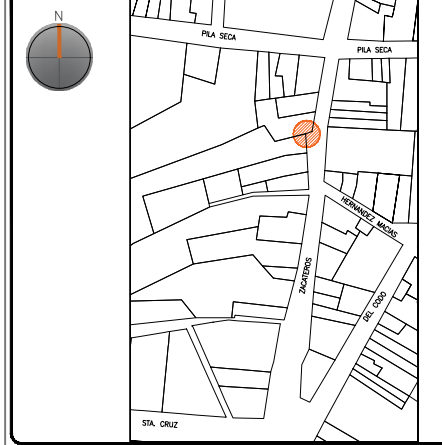 N
PILA SECA
PILA SECA
HERNANDEZ MACIAS
ZACATEROS
DEL CODO
STA. CRUZ